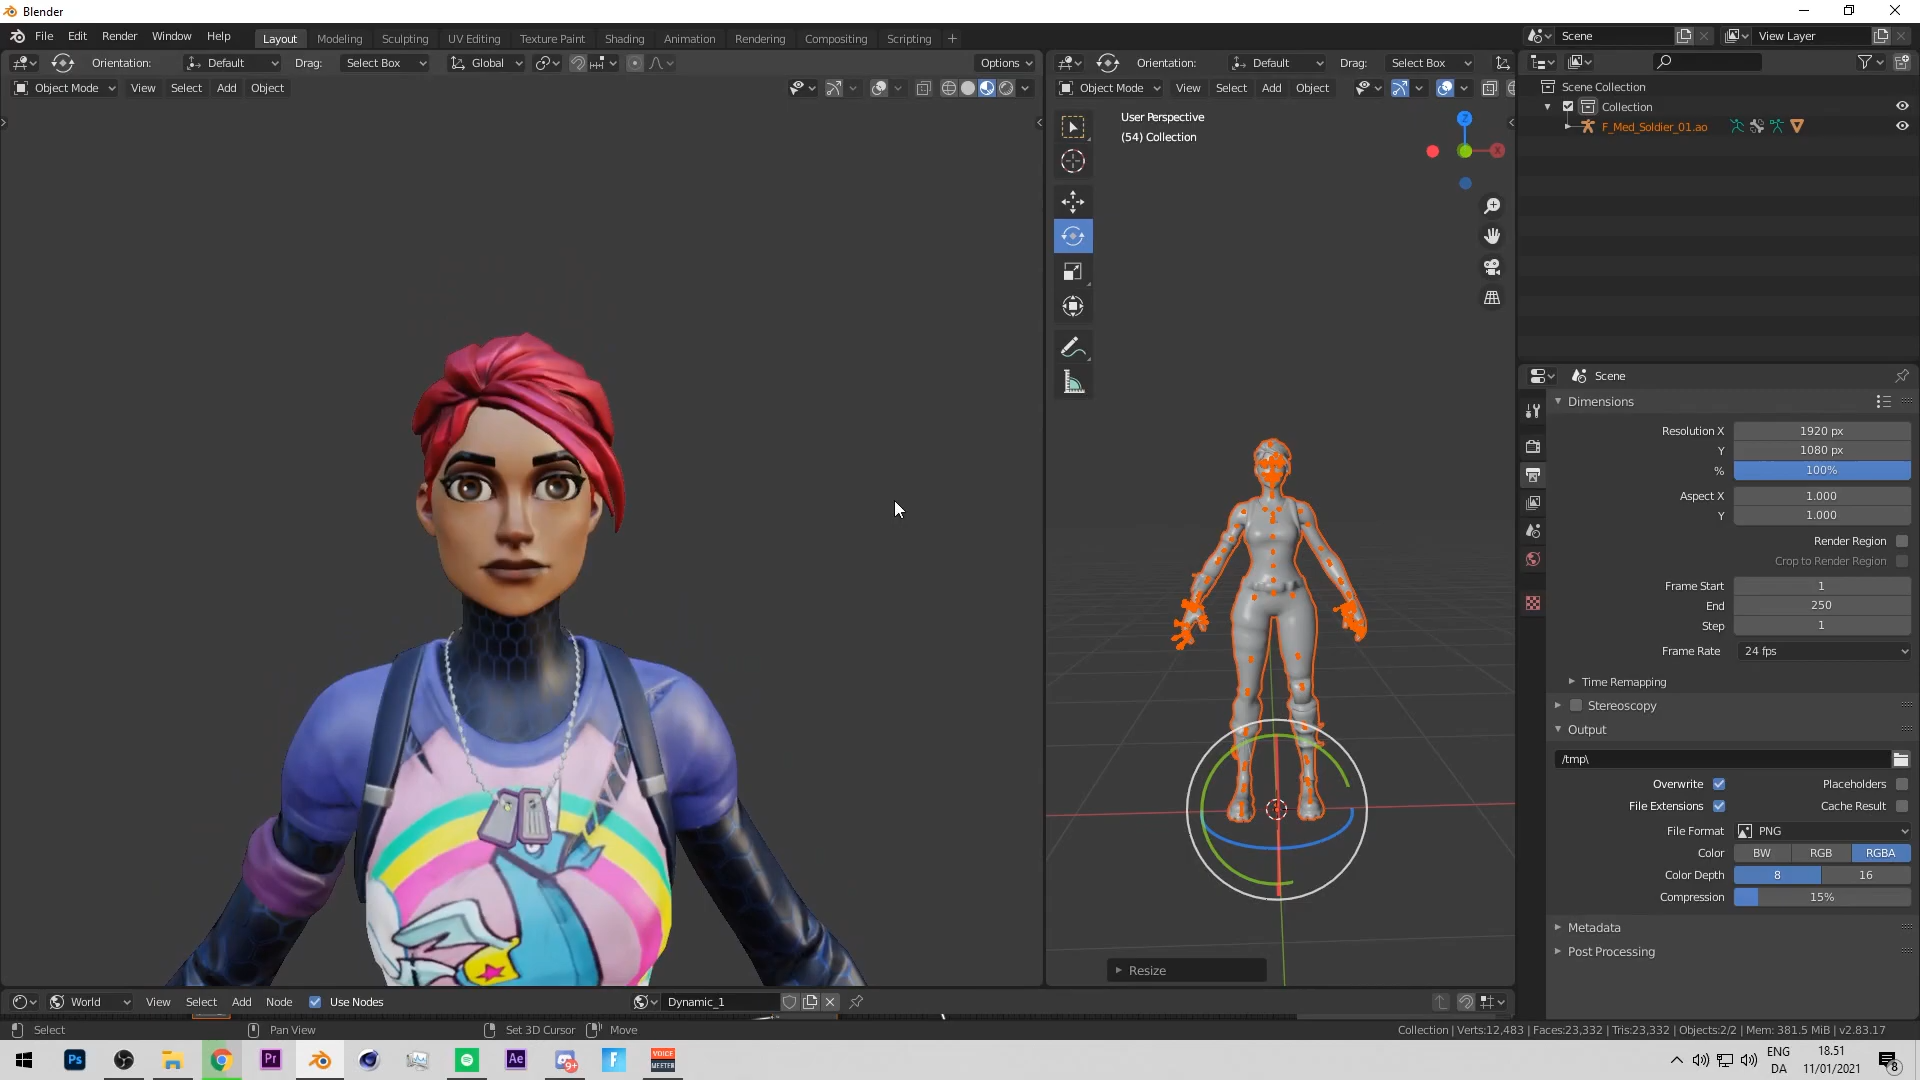 Blender
File Edit Render Window Help Layout Modeling Sculpting UV Editing Texture Paint Shading Animation Rendering Compositing Scripting +
Scene View Layer
Orientation: Default Drag: Select Box Global Options
Orientation: Default Drag: Select Box
Object Mode View Select Add Object
Object Mode View Select Add Object
User Perspective
(54) Collection
Z
X
Scene Collection
Collection
F_Med_Soldier_01.ao
Scene
Dimensions
Resolution X 1920 px
Y 1080 px
% 100%
Aspect X 1.000
Y 1.000
Render Region
Crop to Render Region
Frame Start 1
End 250
Step 1
Frame Rate 24 fps
Time Remapping
Stereoscopy
Output
/tmp\
Overwrite Placeholders
File Extensions Cache Result
File Format PNG
Color BW RGB RGBA
Color Depth 8 16
Compression 15%
Metadata
Post Processing
Resize
World View Select Add Node Use Nodes Dynamic_1
Select Pan View Set 3D Cursor Move
Collection | Verts:12,483 | Faces:23,332 | Tris:23,332 | Objects:2/2 | Mem: 381.5 MiB | v2.83.17
Ps Pr Ae 9+ F VOICE MEETER
ENG 18.51
DA 11/01/2021 8